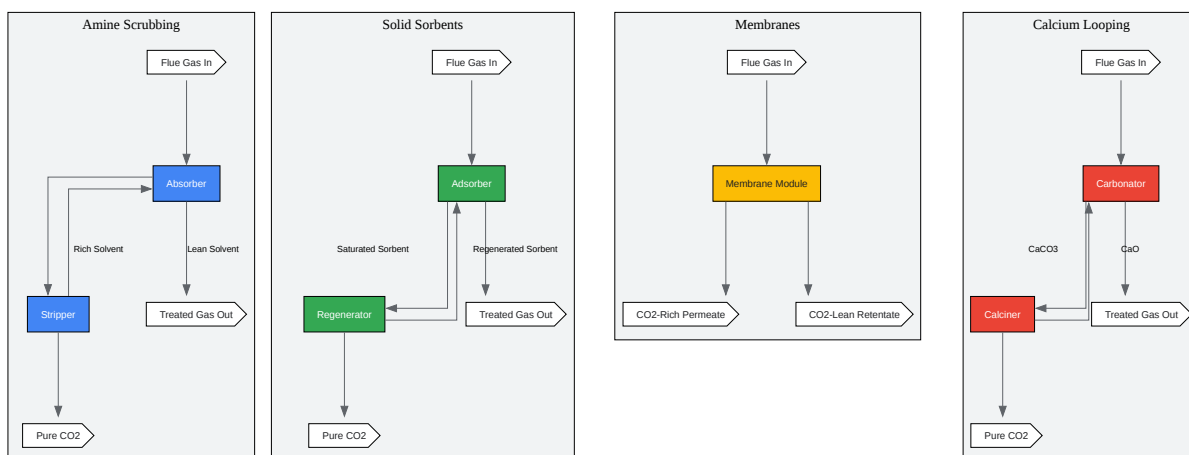 Amine Scrubbing
Flue Gas In
Absorber
Rich Solvent
Lean Solvent
Stripper
Treated Gas Out
Pure CO2
Solid Sorbents
Flue Gas In
Adsorber
Saturated Sorbent
Regenerated Sorbent
Regenerator
Treated Gas Out
Pure CO2
Membranes
Flue Gas In
Membrane Module
CO2-Rich Permeate
CO2-Lean Retentate
Calcium Looping
Flue Gas In
Carbonator
CaCO3
CaO
Calciner
Treated Gas Out
Pure CO2